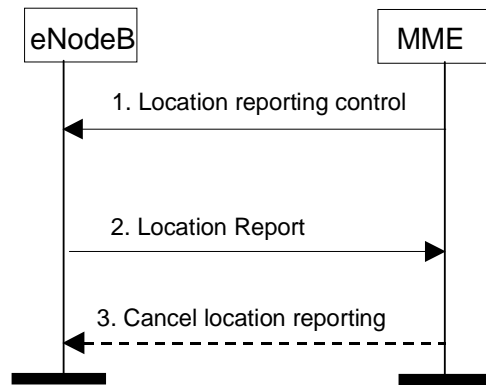 eNodeB
MME
1. Location reporting control
2. Location Report
3. Cancel location reporting